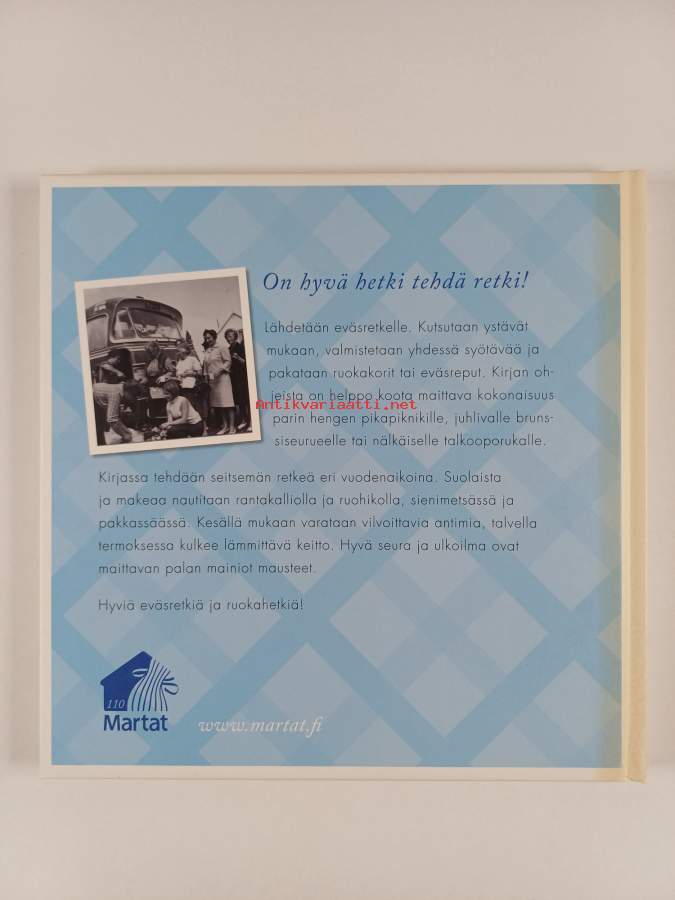 On hyvä hetki tehdä retki!
Lähdetään eväsretkelle. Kutsutaan ystävät
mukaan, valmistetaan yhdessä syötävää ja
pakataan ruokakorit tai eväsreput. Kirjan oh-
jeista on helppo koota maittava kokonaisuus
Antikvariaatti.net
parin hengen pikapiknikille, juhlivalle bruns-
siseurueelle tai nälkäiselle talkooporukalle.
Kirjassa tehdään seitsemän retkeä eri vuodenaikoina. Suolaista
ja makeaa nautitaan rantakalliolla ja ruohikolla, sienimetsässä ja
pakkassäässä. Kesällä mukaan varataan vilvoittavia antimia, talvella
termoksessa kulkee lämmittävä keitto. Hyvä seura ja ulkoilma ovat
maittavan palan mainiot mausteet.
Hyviä eväsretkiä ja ruokahetkiä!
110
Martat
www.martat.fi